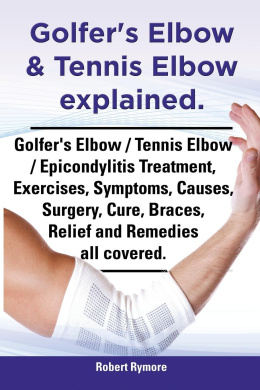 Golfer's Elbow
& Tennis Elbow
explained.
Golfer's Elbow / Tennis Elbow
/ Epicondylitis Treatment,
Exercises, Symptoms, Causes,
Surgery, Cure, Braces,
Relief and Remedies
all covered.
Robert Rymore